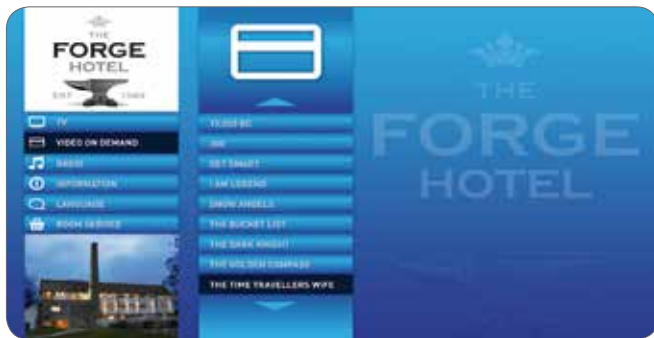 THE
FORGE
HOTEL
EST
TV
VIDEO ON DEMAND
RADIO
INFORMATION
LANGUAGE
ROOM SERVICE
10,000 BC
300
GET SMART
I AM LEGEND
SNOW ANGELS
THE BUCKET LIST
THE DARK KNIGHT
THE GOLDEN COMPASS
THE TIME TRAVELLERS WIFE
THE
FORGE
HOTEL